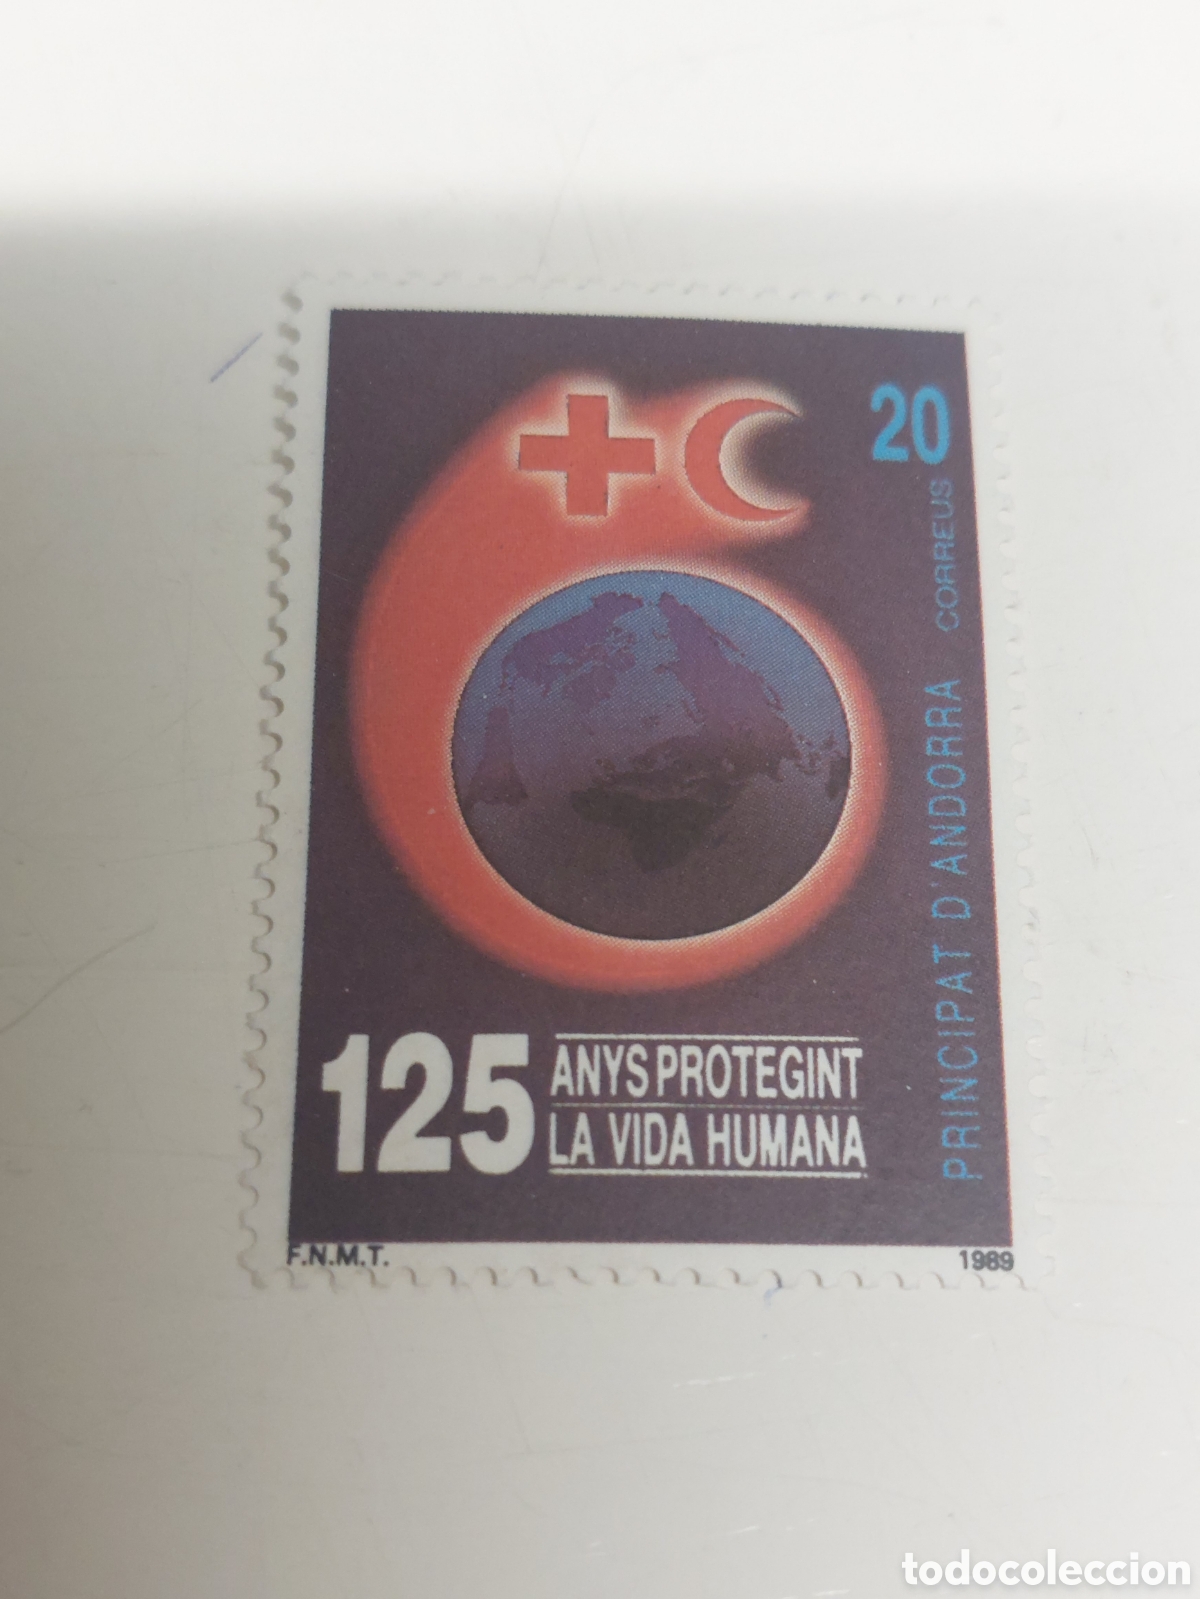 20
CORREUS
PRINCIPAT D'ANDORRA
125 ANYS PROTEGINT
LA VIDA HUMANA
F.N.M.T.
1989
todocoleccion